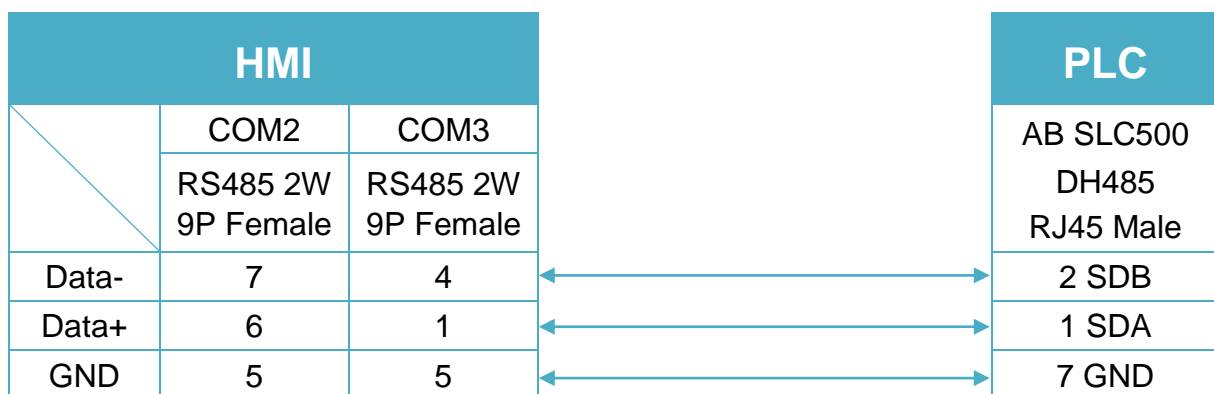 HMI PLC
COM2 COM3 AB SLC500
RS485 2W RS485 2W DH485
9P Female 9P Female RJ45 Male
Data- 7 4 2 SDB
Data+ 6 1 1 SDA
GND 5 5 7 GND